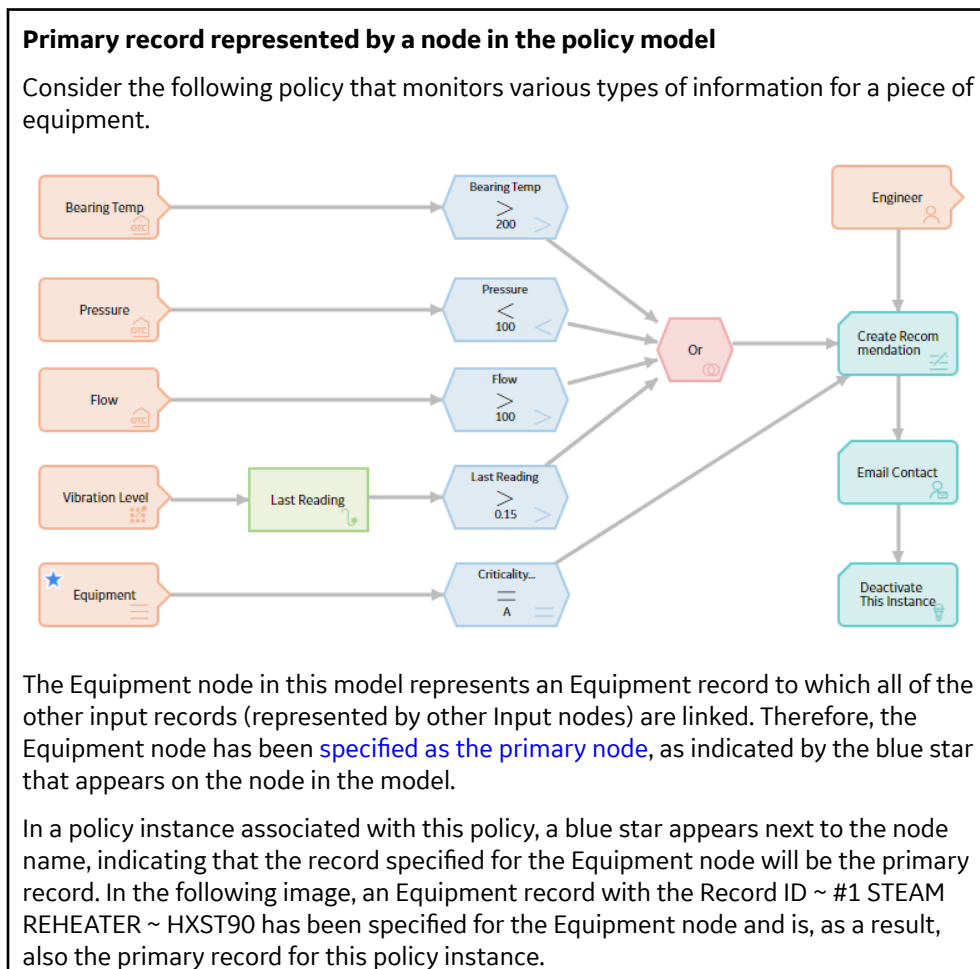 Primary record represented by a node in the policy model
Consider the following policy that monitors various types of information for a piece of
equipment.
Bearing Temp
OTC
Bearing Temp
>
200
Engineer
Pressure
OTC
Pressure
<
100
Or
Create Recom
mendation
Flow
OTC
Flow
>
100
Vibration Level
Last Reading
Last Reading
>
0.15
Email Contact
Equipment
Criticality...
=
A
Deactivate
This Instance
The Equipment node in this model represents an Equipment record to which all of the
other input records (represented by other Input nodes) are linked. Therefore, the
Equipment node has been specified as the primary node, as indicated by the blue star
that appears on the node in the model.
In a policy instance associated with this policy, a blue star appears next to the node
name, indicating that the record specified for the Equipment node will be the primary
record. In the following image, an Equipment record with the Record ID ~ #1 STEAM
REHEATER ~ HXST90 has been specified for the Equipment node and is, as a result,
also the primary record for this policy instance.